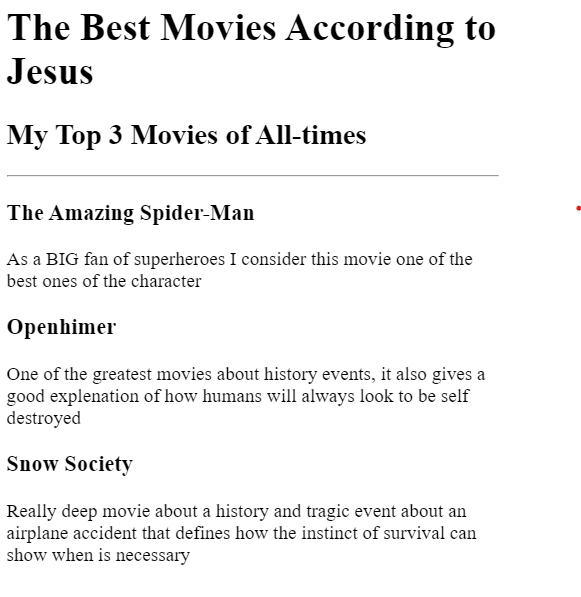 The Best Movies According to
Jesus
My Top 3 Movies of All-times
The Amazing Spider-Man
As a BIG fan of superheroes I consider this movie one of the
best ones of the character
Openhimer
One of the greatest movies about history events, it also gives a
good explenation of how humans will always look to be self
destroyed
Snow Society
Really deep movie about a history and tragic event about an
airplane accident that defines how the instinct of survival can
show when is necessary